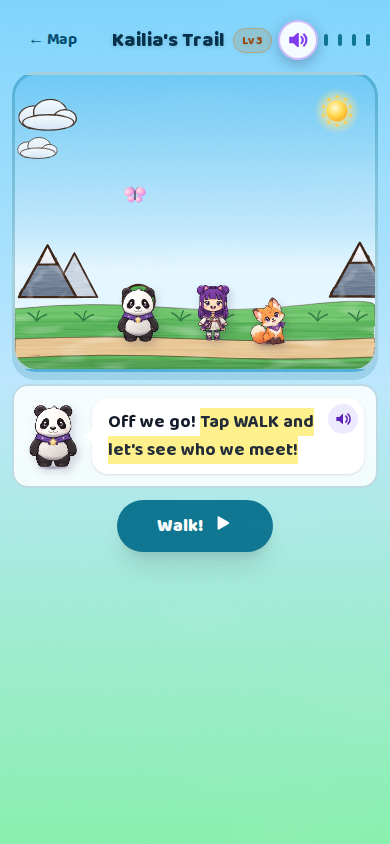 ← Map
Kailia's Trail
Lv 3
Off we go! Tap WALK and
let's see who we meet!
Walk!